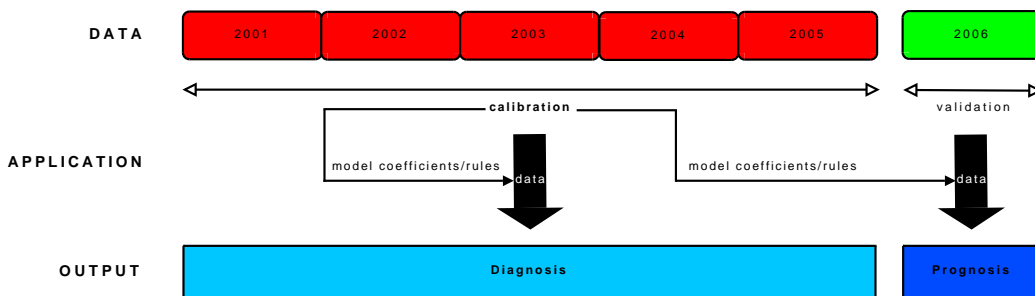 DATA
2001
2002
2003
2004
2005
2006
calibration
validation
APPLICATION
model coefficients/rules
data
model coefficients/rules
data
OUTPUT
Diagnosis
Prognosis